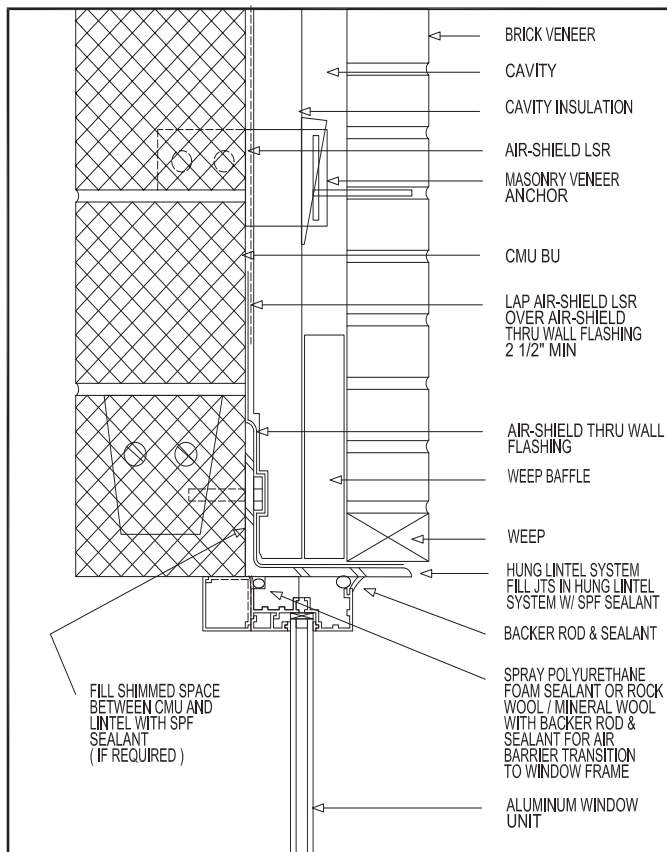 BRICK VENEER
CAVITY
CAVITY INSULATION
AIR-SHIELD LSR
MASONRY VENEER
ANCHOR
CMU BU
LAP AIR-SHIELD LSR
OVER AIR-SHIELD
THRU WALL FLASHING
2 1/2" MIN
AIR-SHIELD THRU WALL
FLASHING
WEEP BAFFLE
WEEP
HUNG LINTEL SYSTEM
FILL JTS IN HUNG LINTEL
SYSTEM W/ SPF SEALANT
BACKER ROD & SEALANT
SPRAY POLYURETHANE
FOAM SEALANT OR ROCK
WOOL / MINERAL WOOL
WITH BACKER ROD &
SEALANT FOR AIR
BARRIER TRANSITION
TO WINDOW FRAME
ALUMINUM WINDOW
UNIT
FILL SHIMMED SPACE
BETWEEN CMU AND
LINTEL WITH SPF
SEALANT
( IF REQUIRED )